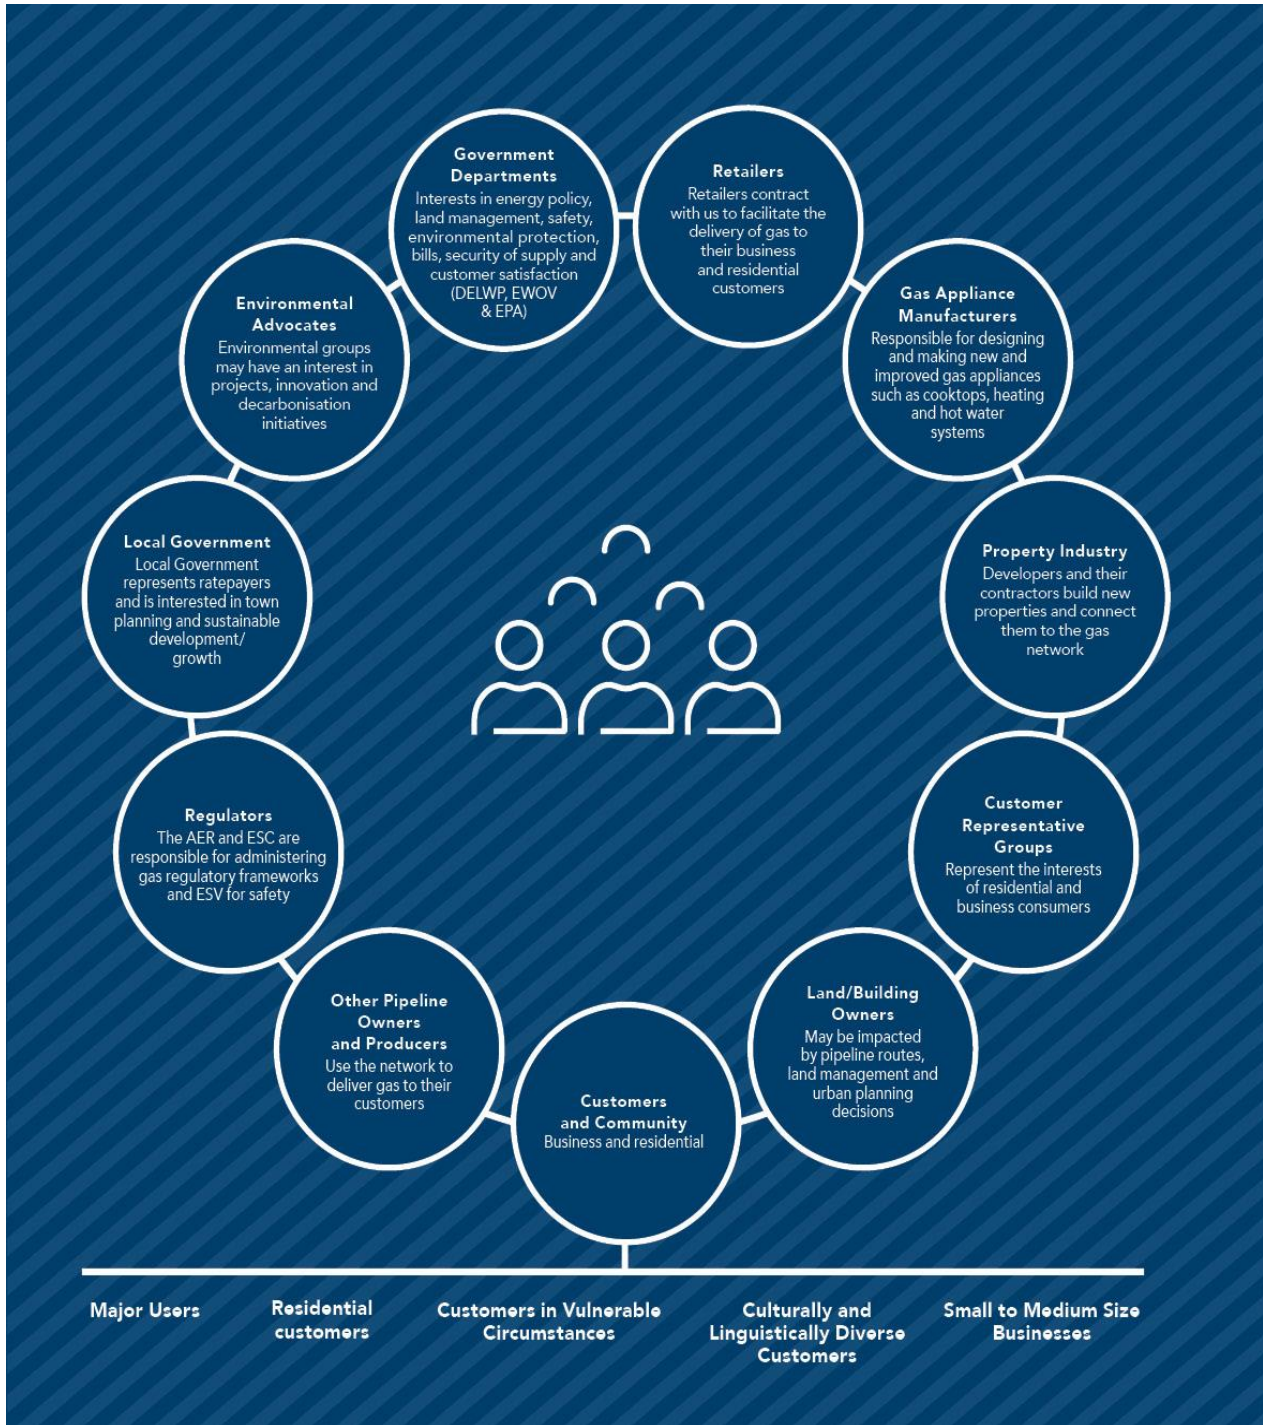 Government
Departments
Interests in energy policy,
land management, safety,
environmental protection,
bills, security of supply and
customer satisfaction
(DELWP, EWOV
& EPA)
Retailers
Retailers contract
with us to facilitate the
delivery of gas to
their business
and residential
customers
Gas Appliance
Manufacturers
Responsible for designing
and making new and
improved gas appliances
such as cooktops, heating
and hot water
systems
Property Industry
Developers and their
contractors build new
properties and connect
them to the gas
network
Customer
Representative
Groups
Represent the interests
of residential and
business consumers
Land/Building
Owners
May be impacted
by pipeline routes,
land management and
urban planning
decisions
Customers
and Community
Business and residential
Other Pipeline
Owners
and Producers
Use the network to
deliver gas to their
customers
Regulators
The AER and ESC are
responsible for administering
gas regulatory frameworks
and ESV for safety
Local Government
Local Government
represents ratepayers
and is interested in town
planning and sustainable
development/
growth
Environmental
Advocates
Environmental groups
may have an interest in
projects, innovation and
decarbonisation
initiatives
Major Users
Residential
customers
Customers in Vulnerable
Circumstances
Culturally and
Linguistically Diverse
Customers
Small to Medium Size
Businesses